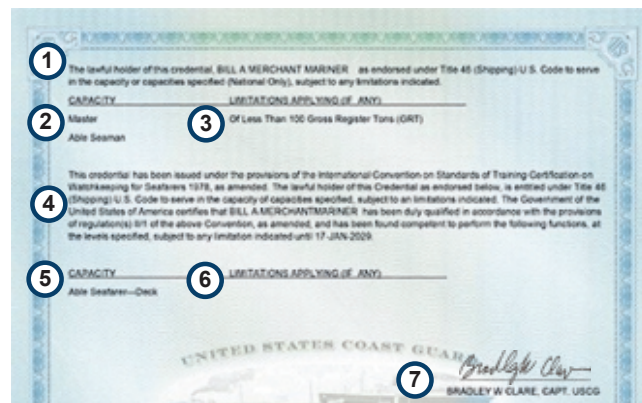 1
The lawful holder of this credential, BILL A MERCHANT MARINER as endorsed under Title 46 (Shipping) U.S. Code to serve
in the capacity or capacities specified (National Only), subject to any limitations indicated.
CAPACITY LIMITATIONS APPLYING (IF ANY)
2 Master 3 Of Less Than 100 Gross Register Tons (GRT)
Able Seaman
This credential has been issued under the provisions of the International Convention on Standards of Training Certification on
Watchkeeping for Seafarers 1978, as amended. The lawful holder of this Credential as endorsed below, is entitled under Title 46
4 (Shipping) U.S. Code to serve in the capacity of capacities specified, subject to an limitations indicated. The Government of the
United States of America certifies that BILL A MERCHANTMARINER has been duly qualified in accordance with the provisions
of regulation(s) II/1 of the above Convention, as amended, and has been found competent to perform the following functions, at
the levels specified, subject to any limitation indicated until 17-JAN-2029.
5 CAPACITY 6 LIMITATIONS APPLYING (IF ANY)
Able Seafarer—Deck
UNITED STATES COAST GUARD
7
BRADLEY W CLARE, CAPT, USCG